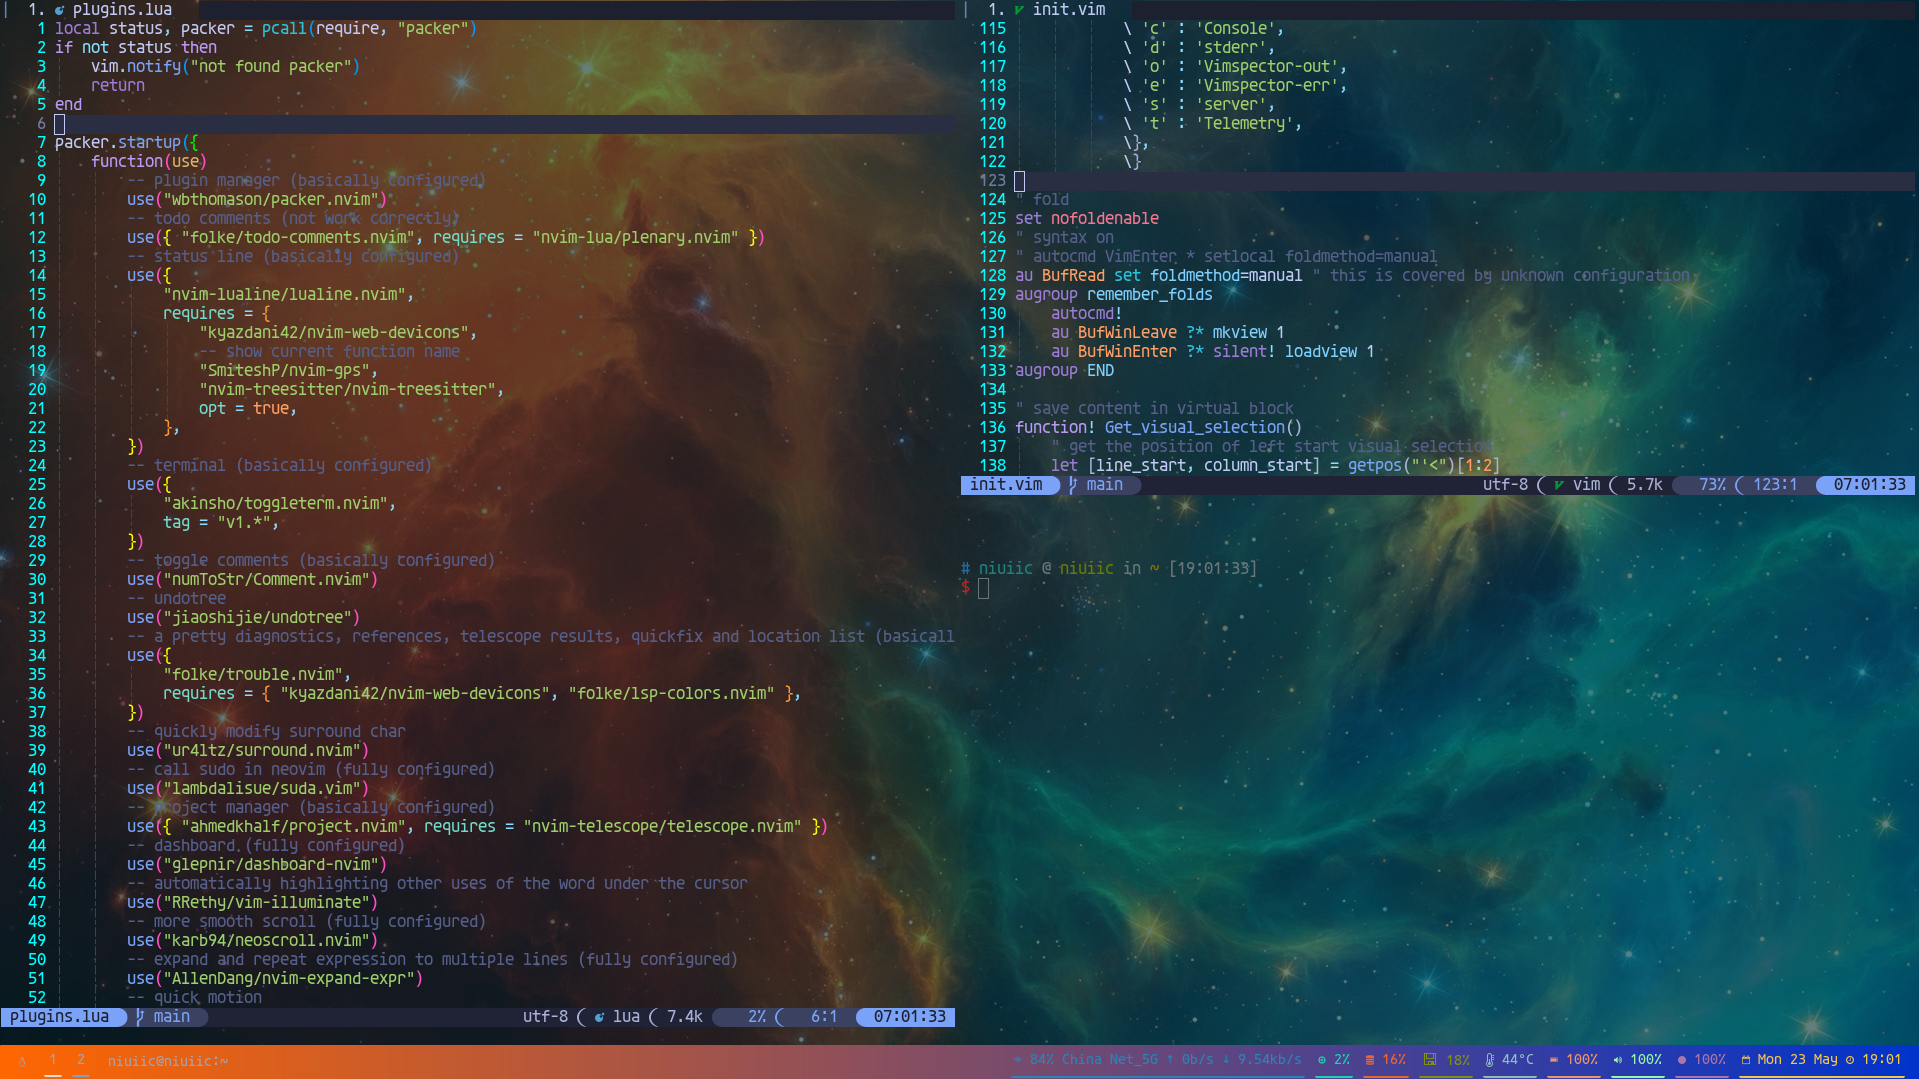 1. plugins.lua
1 local status, packer = pcall(require, "packer")
2 if not status then
3 vim.notify("not found packer")
4 return
5 end
6
7 packer.startup({
8 function(use)
9 -- plugin manager (basically configured)
10 use("wbthomason/packer.nvim")
11 -- todo comments (not work correctly)
12 use({ "folke/todo-comments.nvim", requires = "nvim-lua/plenary.nvim" })
13 -- status line (basically configured)
14 use({
15 "nvim-lualine/lualine.nvim",
16 requires = {
17 "kyazdani42/nvim-web-devicons",
18 -- show current function name
19 "SmiteshP/nvim-gps",
20 "nvim-treesitter/nvim-treesitter",
21 opt = true,
22 },
23 })
24 -- terminal (basically configured)
25 use({
26 "akinsho/toggleterm.nvim",
27 tag = "v1.*",
28 })
29 -- toggle comments (basically configured)
30 use("numToStr/Comment.nvim")
31 -- undotree
32 use("jiaoshijie/undotree")
33 -- a pretty diagnostics, references, telescope results, quickfix and location list (basicall
34 use({
35 "folke/trouble.nvim",
36 requires = { "kyazdani42/nvim-web-devicons", "folke/lsp-colors.nvim" },
37 })
38 -- quickly modify surround char
39 use("ur4ltz/surround.nvim")
40 -- call sudo in neovim (fully configured)
41 use("lambdalisue/suda.vim")
42 -- project manager (basically configured)
43 use({ "ahmedkhalf/project.nvim", requires = "nvim-telescope/telescope.nvim" })
44 -- dashboard (fully configured)
45 use("glepnir/dashboard-nvim")
46 -- automatically highlighting other uses of the word under the cursor
47 use("RRethy/vim-illuminate")
48 -- more smooth scroll (fully configured)
49 use("karb94/neoscroll.nvim")
50 -- expand and repeat expression to multiple lines (fully configured)
51 use("AllenDang/nvim-expand-expr")
52 -- quick motion
plugins.lua main utf-8 lua 7.4k 2% 6:1 07:01:33
1. init.vim
115 \ 'c' : 'Console',
116 \ 'd' : 'stderr',
117 \ 'o' : 'Vimspector-out',
118 \ 'e' : 'Vimspector-err',
119 \ 's' : 'server',
120 \ 't' : 'Telemetry',
121 \},
122 \}
123
124 " fold
125 set nofoldenable
126 " syntax on
127 " autocmd VimEnter * setlocal foldmethod=manual
128 au BufRead set foldmethod=manual " this is covered by unknown configuration
129 augroup remember_folds
130 autocmd!
131 au BufWinLeave ?* mkview 1
132 au BufWinEnter ?* silent! loadview 1
133 augroup END
134
135 " save content in virtual block
136 function! Get_visual_selection()
137 " get the position of left start visual selection
138 let [line_start, column_start] = getpos("'<")[1:2]
init.vim main utf-8 vim 5.7k 73% 123:1 07:01:33
# niuiic @ niuiic in ~ [19:01:33]
$
1 2 niuiic@niuiic:~ 84% China Net_5G ↑ 0b/s ↓ 9.54kb/s 2% 16% 18% 44°C 100% 100% 100% Mon 23 May 19:01